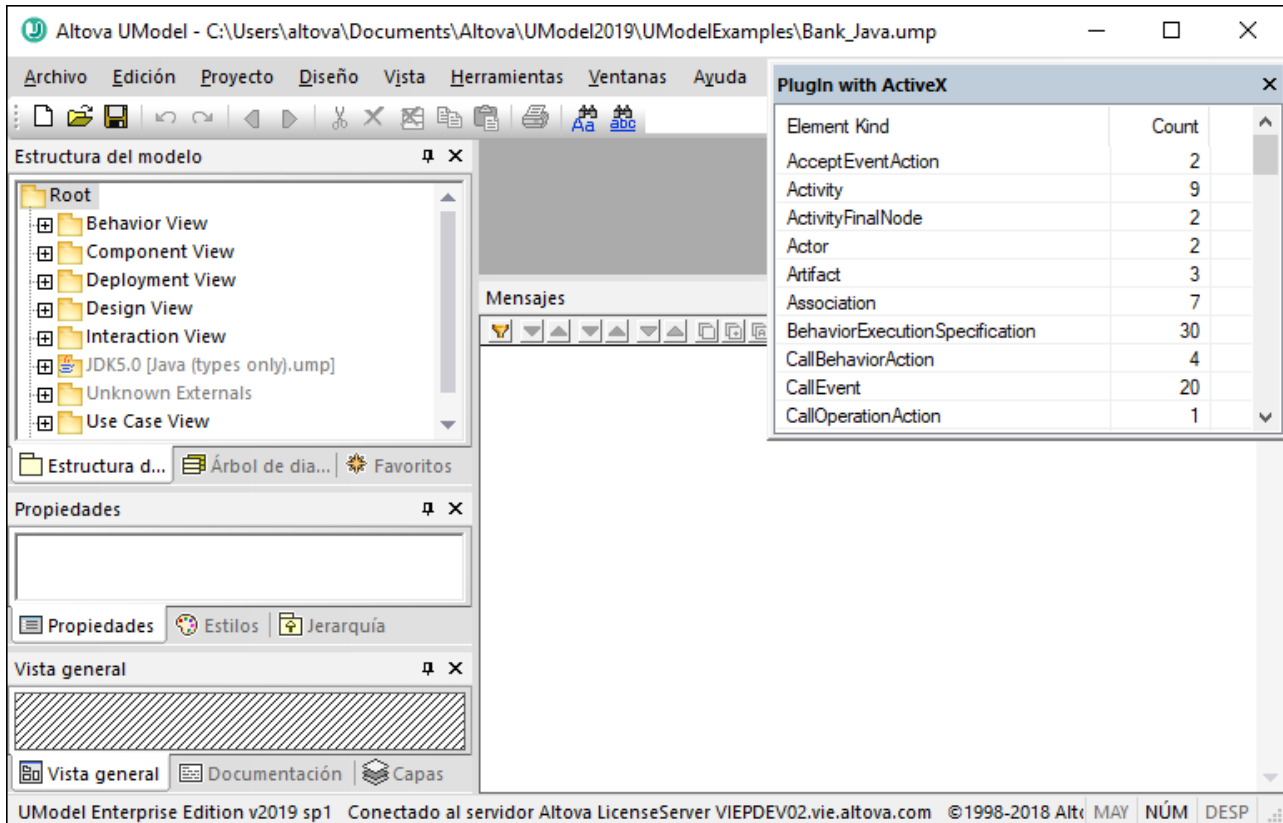 Altova UModel - C:\Users\altova\Documents\Altova\UModel2019\UModelExamples\Bank_Java.ump
Archivo Edición Proyecto Diseño Vista Herramientas Ventanas Ayuda
Aa abc
Estructura del modelo
Root
Behavior View
Component View
Deployment View
Design View
Interaction View
JDK5.0 [Java (types only).ump]
Unknown Externals
Use Case View
Estructura d... Árbol de dia... Favoritos
Propiedades
Propiedades Estilos Jerarquía
Vista general
Vista general Documentación Capas
Mensajes
PlugIn with ActiveX
Element Kind Count
AcceptEventAction 2
Activity 9
ActivityFinalNode 2
Actor 2
Artifact 3
Association 7
BehaviorExecutionSpecification 30
CallBehaviorAction 4
CallEvent 20
CallOperationAction 1
UModel Enterprise Edition v2019 sp1 Conectado al servidor Altova LicenseServer VIEPDEV02.vie.altova.com ©1998-2018 Alt MAY NÚM DESP